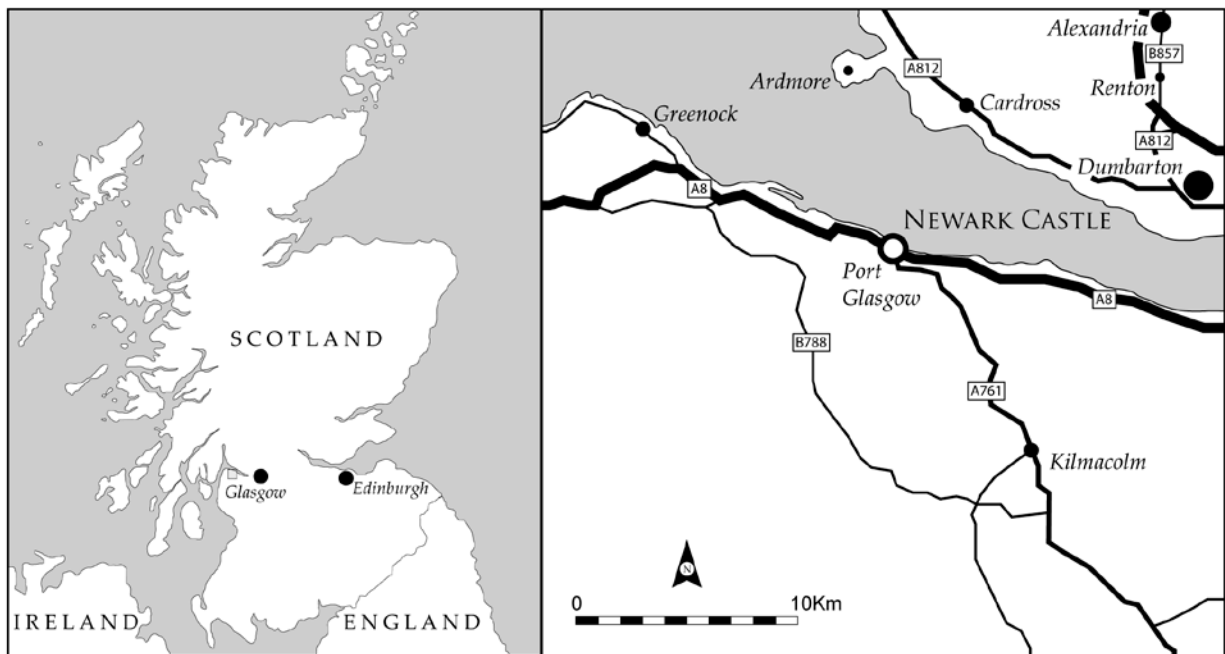 SCOTLAND
Glasgow
Edinburgh
IRELAND
ENGLAND
Alexandria
B857
A812
Ardmore
Renton
Cardross
Greenock
A812
Dumbarton
A8
NEWARK CASTLE
Port
Glasgow
A8
B788
A761
Kilmacolm
N
0
10Km